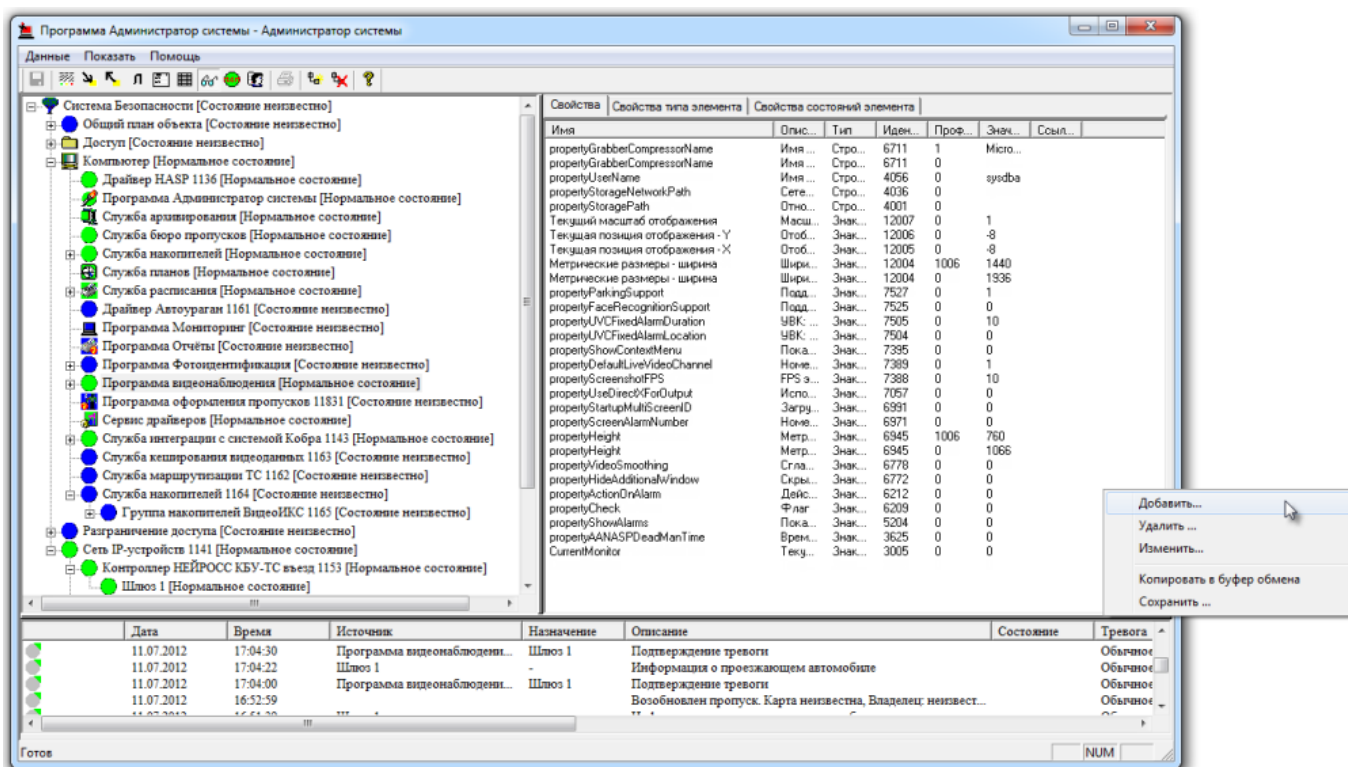 Программа Администратор системы - Администратор системы
Данные Показать Помощь
Система Безопасности [Состояние неизвестно]
Общий план объекта [Состояние неизвестно]
Доступ [Состояние неизвестно]
Компьютер [Нормальное состояние]
Драйвер HASP 1136 [Нормальное состояние]
Программа Администратор системы [Нормальное состояние]
Служба архивирования [Нормальное состояние]
Служба бюро пропусков [Нормальное состояние]
Служба накопителей [Нормальное состояние]
Служба планов [Нормальное состояние]
Служба расписания [Нормальное состояние]
Драйвер Автоураган 1161 [Состояние неизвестно]
Программа Мониторинг [Состояние неизвестно]
Программа Отчёты [Состояние неизвестно]
Программа Фотоидентификация [Состояние неизвестно]
Программа видеонаблюдения [Нормальное состояние]
Программа оформления пропусков 11831 [Состояние неизвестно]
Сервис драйверов [Нормальное состояние]
Служба интеграции с системой Кобра 1143 [Нормальное состояние]
Служба кеширования видеоданных 1163 [Состояние неизвестно]
Служба маршрутизации ТС 1162 [Состояние неизвестно]
Служба накопителей 1164 [Состояние неизвестно]
Группа накопителей ВидеоИКС 1165 [Состояние неизвестно]
Разграничение доступа [Состояние неизвестно]
Сеть IP-устройств 1141 [Нормальное состояние]
Контроллер НЕЙРОСС КБУ-ТС въезд 1153 [Нормальное состояние]
Шлюз 1 [Нормальное состояние]
Свойства Свойства типа элемента Свойства состояний элемента
Имя Опис... Тип Иден... Проф... Знач... Ссыл...
propertyGrabberCompressorName Имя ... Стро... 6711 1 Micro...
propertyGrabberCompressorName Имя ... Стро... 6711 0
propertyUserName Имя ... Стро... 4056 0 sysdba
propertyStorageNetworkPath Сете... Стро... 4036 0
propertyStoragePath Отно... Стро... 4001 0
Текущий масштаб отображения Масш... Знак... 12007 0 1
Текущая позиция отображения - Y Отоб... Знак... 12006 0 -8
Текущая позиция отображения - X Отоб... Знак... 12005 0 -8
Метрические размеры - ширина Шири... Знак... 12004 1006 1440
Метрические размеры - ширина Шири... Знак... 12004 0 1936
propertyParkingSupport Подд... Знак... 7527 0 1
propertyFaceRecognitionSupport Подд... Знак... 7525 0 0
propertyUVCFixedAlarmDuration УВК: ... Знак... 7505 0 10
propertyUVCFixedAlarmLocation УВК: ... Знак... 7504 0 0
propertyShowContextMenu Пока... Знак... 7395 0 0
propertyDefaultLiveVideoChannel Номе... Знак... 7389 0 1
propertyScreenshotFPS FPS э... Знак... 7388 0 10
propertyUseDirectXForOutput Испо... Знак... 7057 0 0
propertyStartupMultiScreenID Загру... Знак... 6991 0 0
propertyScreenAlarmNumber Номе... Знак... 6971 0 0
propertyHeight Метр... Знак... 6945 1006 760
propertyHeight Метр... Знак... 6945 0 1066
propertyVideoSmoothing Сгла... Знак... 6778 0 0
propertyHideAdditionalWindow Скры... Знак... 6772 0 0
propertyActionOnAlarm Дейс... Знак... 6212 0 0
propertyCheck Флаг Знак... 6209 0 0
propertyShowAlarms Пока... Знак... 5204 0 0
propertyAANASPDeadManTime Врем... Знак... 3625 0 0
CurrentMonitor Теку... Знак... 3005 0 0
Добавить...
Удалить ...
Изменить...
Копировать в буфер обмена
Сохранить ...
Дата Время Источник Назначение Описание Состояние Тревога
11.07.2012 17:04:30 Программа видеонаблюдени... Шлюз 1 Подтверждение тревоги Обычное
11.07.2012 17:04:22 Шлюз 1 - Информация о проезжающем автомобиле Обычное
11.07.2012 17:04:00 Программа видеонаблюдени... Шлюз 1 Подтверждение тревоги Обычное
11.07.2012 16:52:59 Возобновлен пропуск. Карта неизвестна, Владелец: неизвест... Обычное
Готов NUM